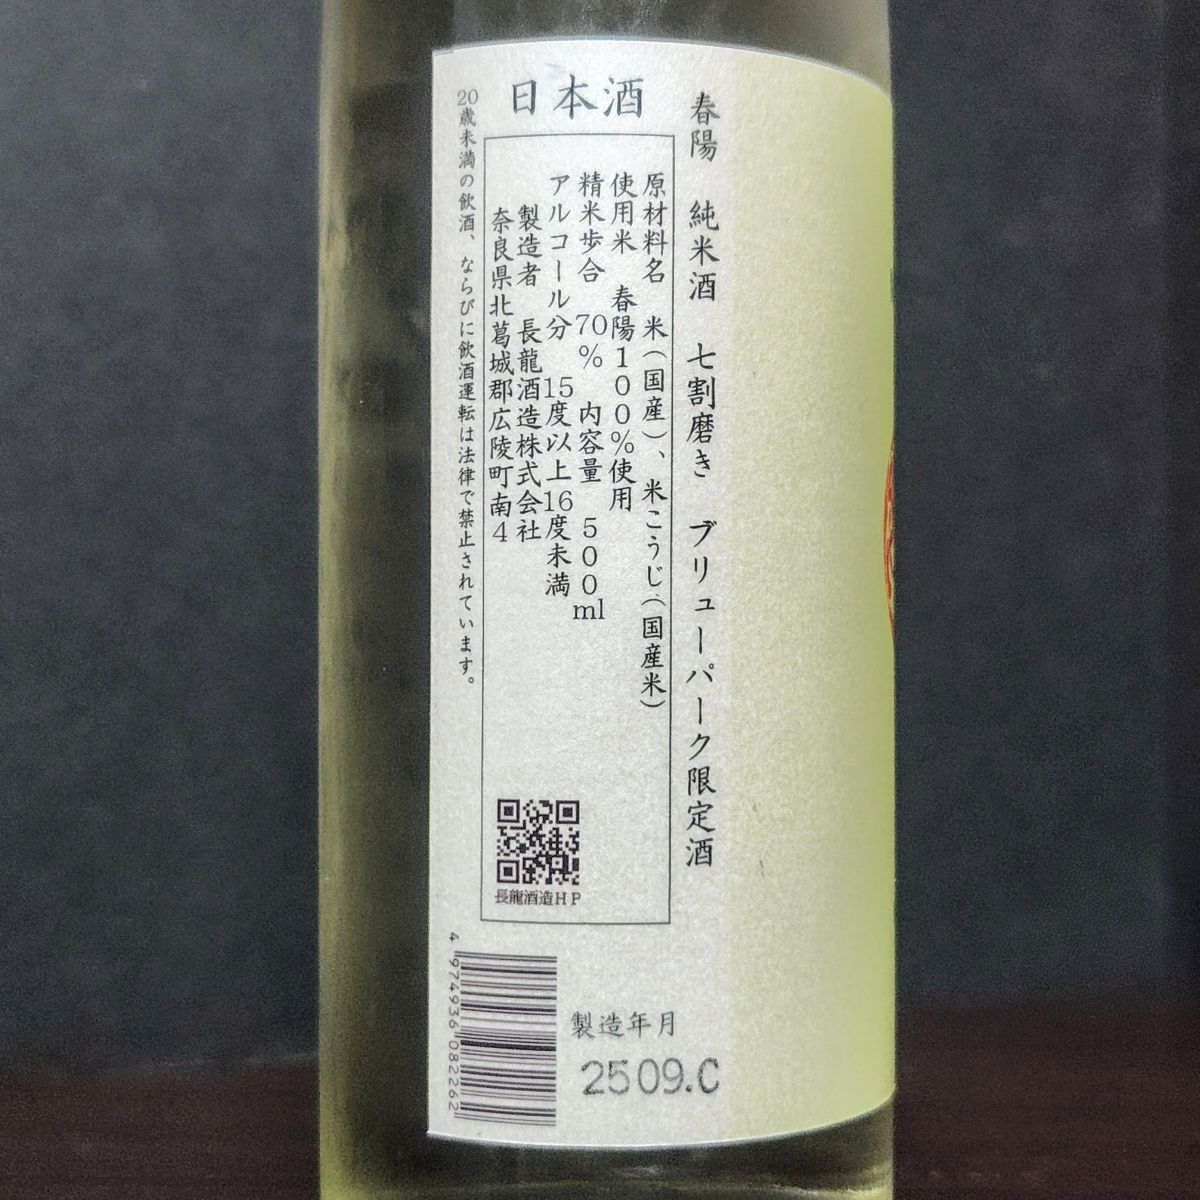 春陽 純米酒 七割磨き ブリューパーク限定酒
日本酒
原材料名 米(国産)、米こうじ(国産米)
使用米 春陽100%使用
精米歩合 70% 内容量 500ml
アルコール分 15度以上16度未満
製造者 長龍酒造株式会社
奈良県北葛城郡広陵町南4
長龍酒造HP
20歳未満の飲酒、ならびに飲酒運転は法律で禁止されています。
4 974936 082262
製造年月
2509.C